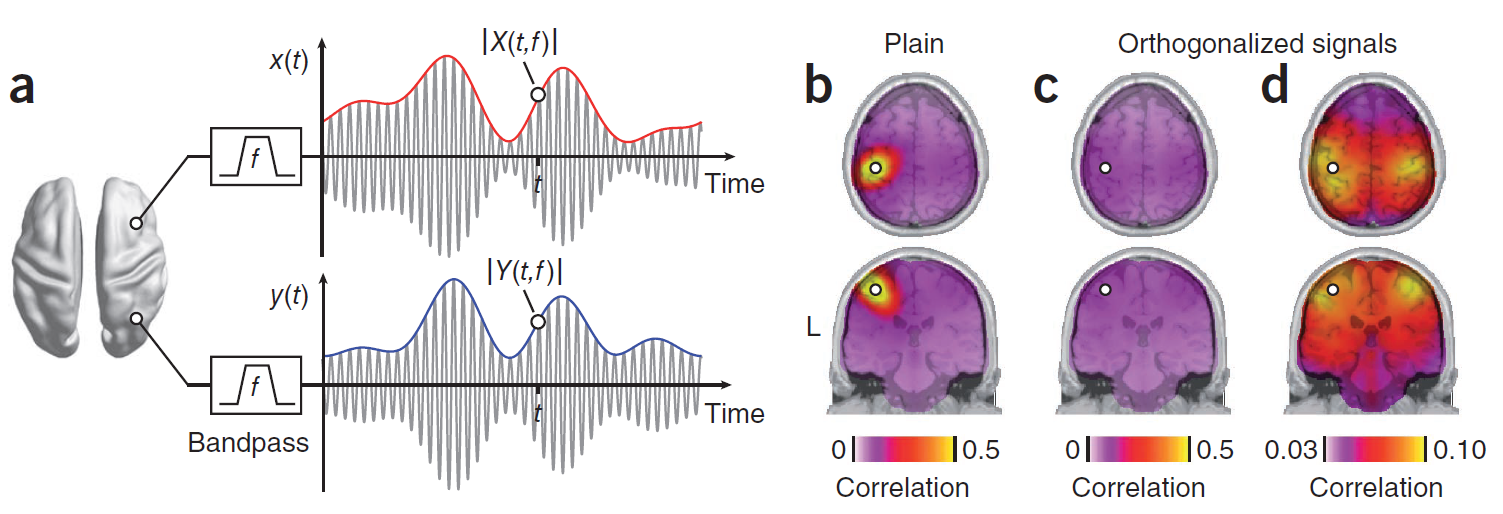 a
x(t)
|X(t,f)|
f
t
Time
y(t)
|Y(t,f)|
f
t
Time
Bandpass
Plain
Orthogonalized signals
b
c
d
L
0 0.5
Correlation
0 0.5
Correlation
0.03 0.10
Correlation